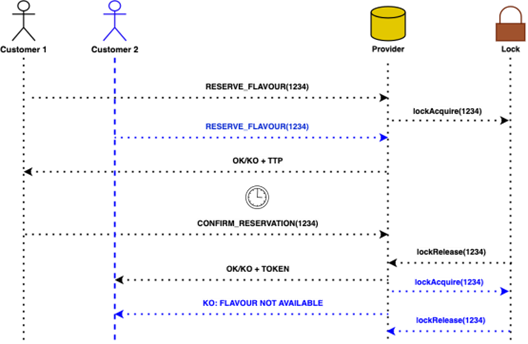 Customer 1
Customer 2
Provider
Lock
RESERVE_FLAVOUR(1234)
lockAcquire(1234)
RESERVE_FLAVOUR(1234)
OK/KO + TTP
CONFIRM_RESERVATION(1234)
lockRelease(1234)
OK/KO + TOKEN
lockAcquire(1234)
KO: FLAVOUR NOT AVAILABLE
lockRelease(1234)